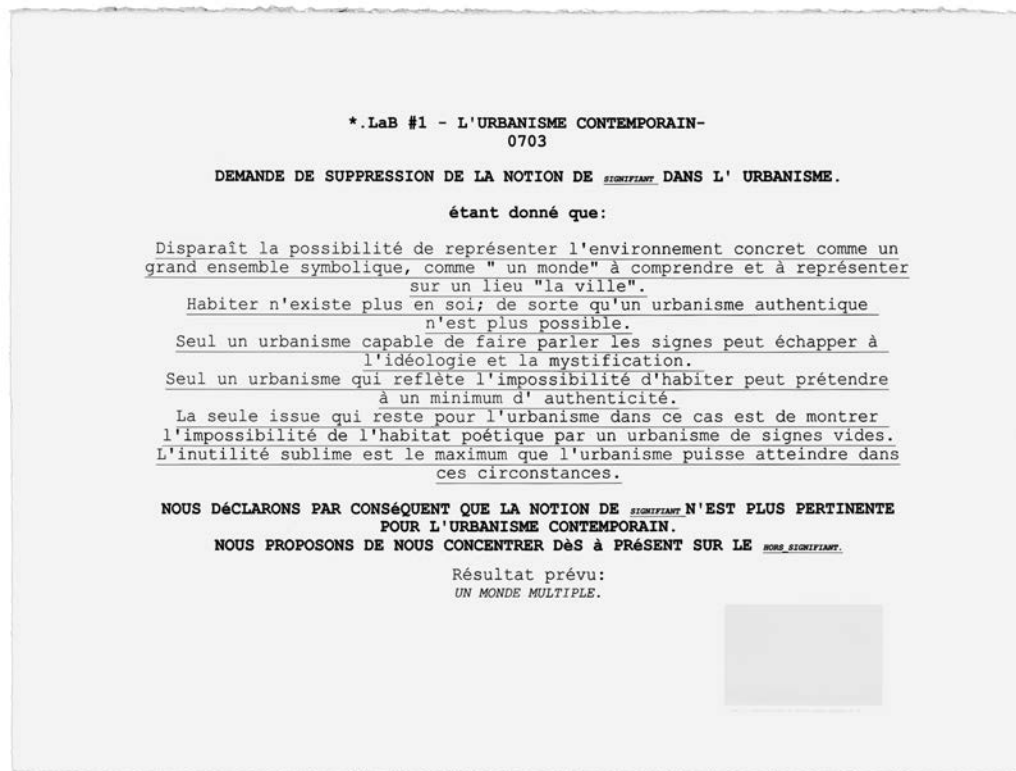 *.LaB #1 - L'URBANISME CONTEMPORAIN-
0703
DEMANDE DE SUPPRESSION DE LA NOTION DE SIGNIFIANT DANS L' URBANISME.
étant donné que:
Disparaît la possibilité de représenter l'environnement concret comme un
grand ensemble symbolique, comme " un monde" à comprendre et à représenter
sur un lieu "la ville".
Habiter n'existe plus en soi; de sorte qu'un urbanisme authentique
n'est plus possible.
Seul un urbanisme capable de faire parler les signes peut échapper à
l'idéologie et la mystification.
Seul un urbanisme qui reflète l'impossibilité d'habiter peut prétendre
à un minimum d' authenticité.
La seule issue qui reste pour l'urbanisme dans ce cas est de montrer
l'impossibilité de l'habitat poétique par un urbanisme de signes vides.
L'inutilité sublime est le maximum que l'urbanisme puisse atteindre dans
ces circonstances.
NOUS DéCLARONS PAR CONSéQUENT QUE LA NOTION DE SIGNIFIANT N'EST PLUS PERTINENTE
POUR L'URBANISME CONTEMPORAIN.
NOUS PROPOSONS DE NOUS CONCENTRER DèS à PRéSENT SUR LE HORS SIGNIFIANT.
Résultat prévu:
UN MONDE MULTIPLE.